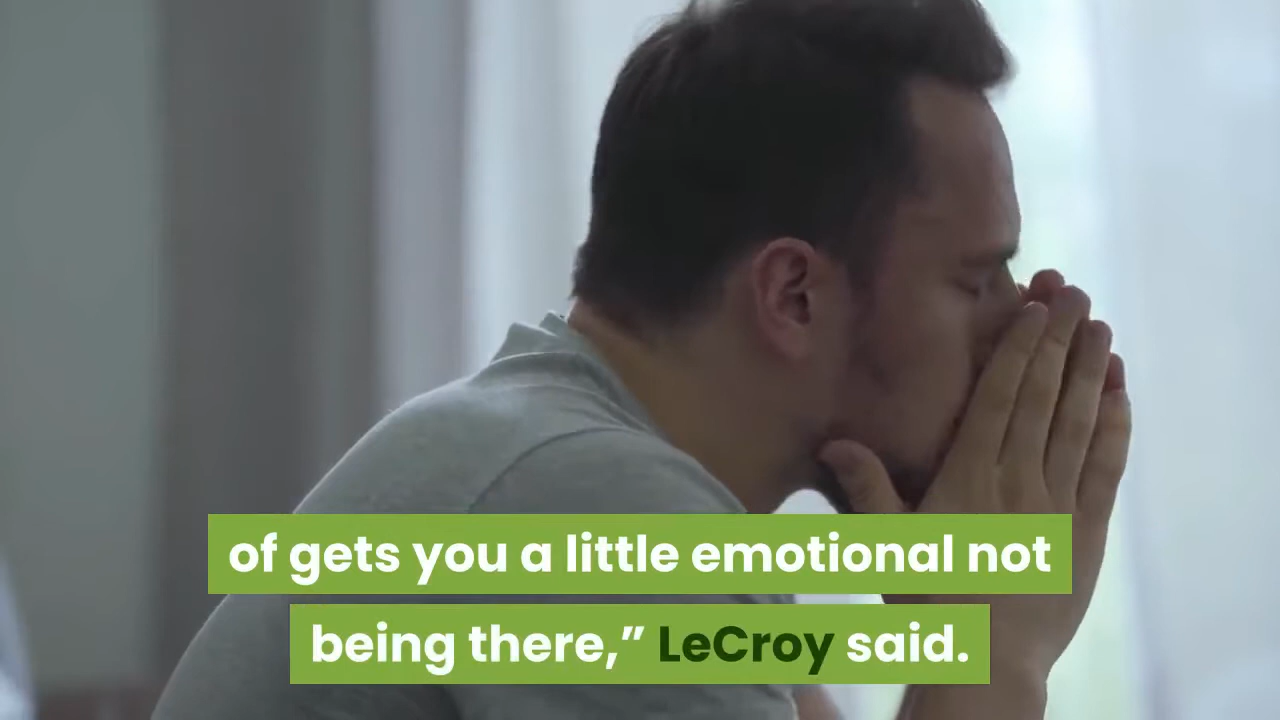 of gets you a little emotional not
being there,” LeCroy said.